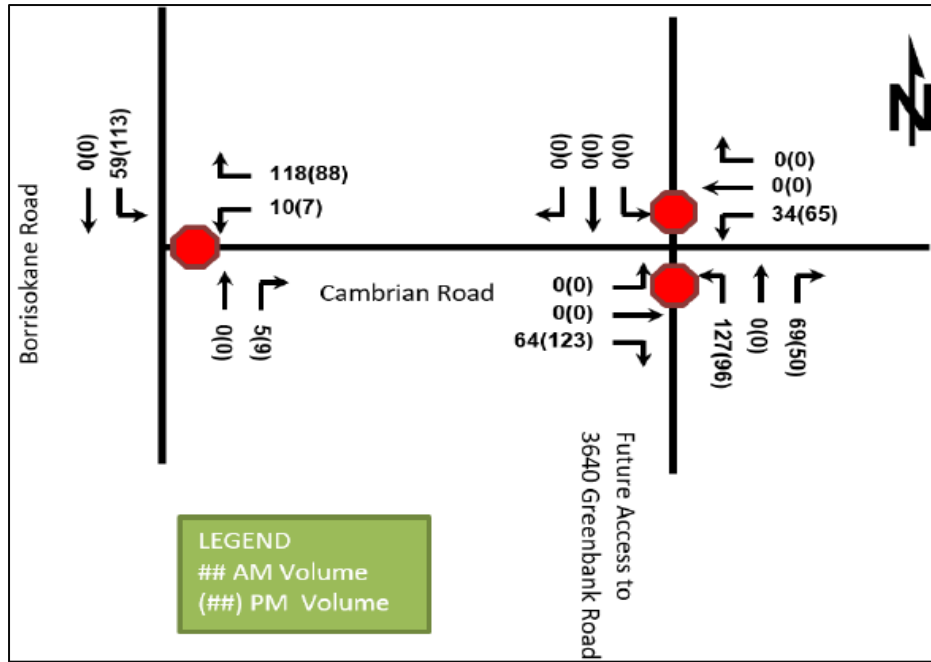 N
0(0)
59(113)
118(88)
10(7)
0(0)
5(9)
Borrisokane Road
Cambrian Road
0(0)
0(0)
0(0)
0(0)
0(0)
34(65)
0(0)
0(0)
64(123)
127(96)
0(0)
69(50)
Future Access to
3640 Greenbank Road
LEGEND
## AM Volume
(##) PM Volume